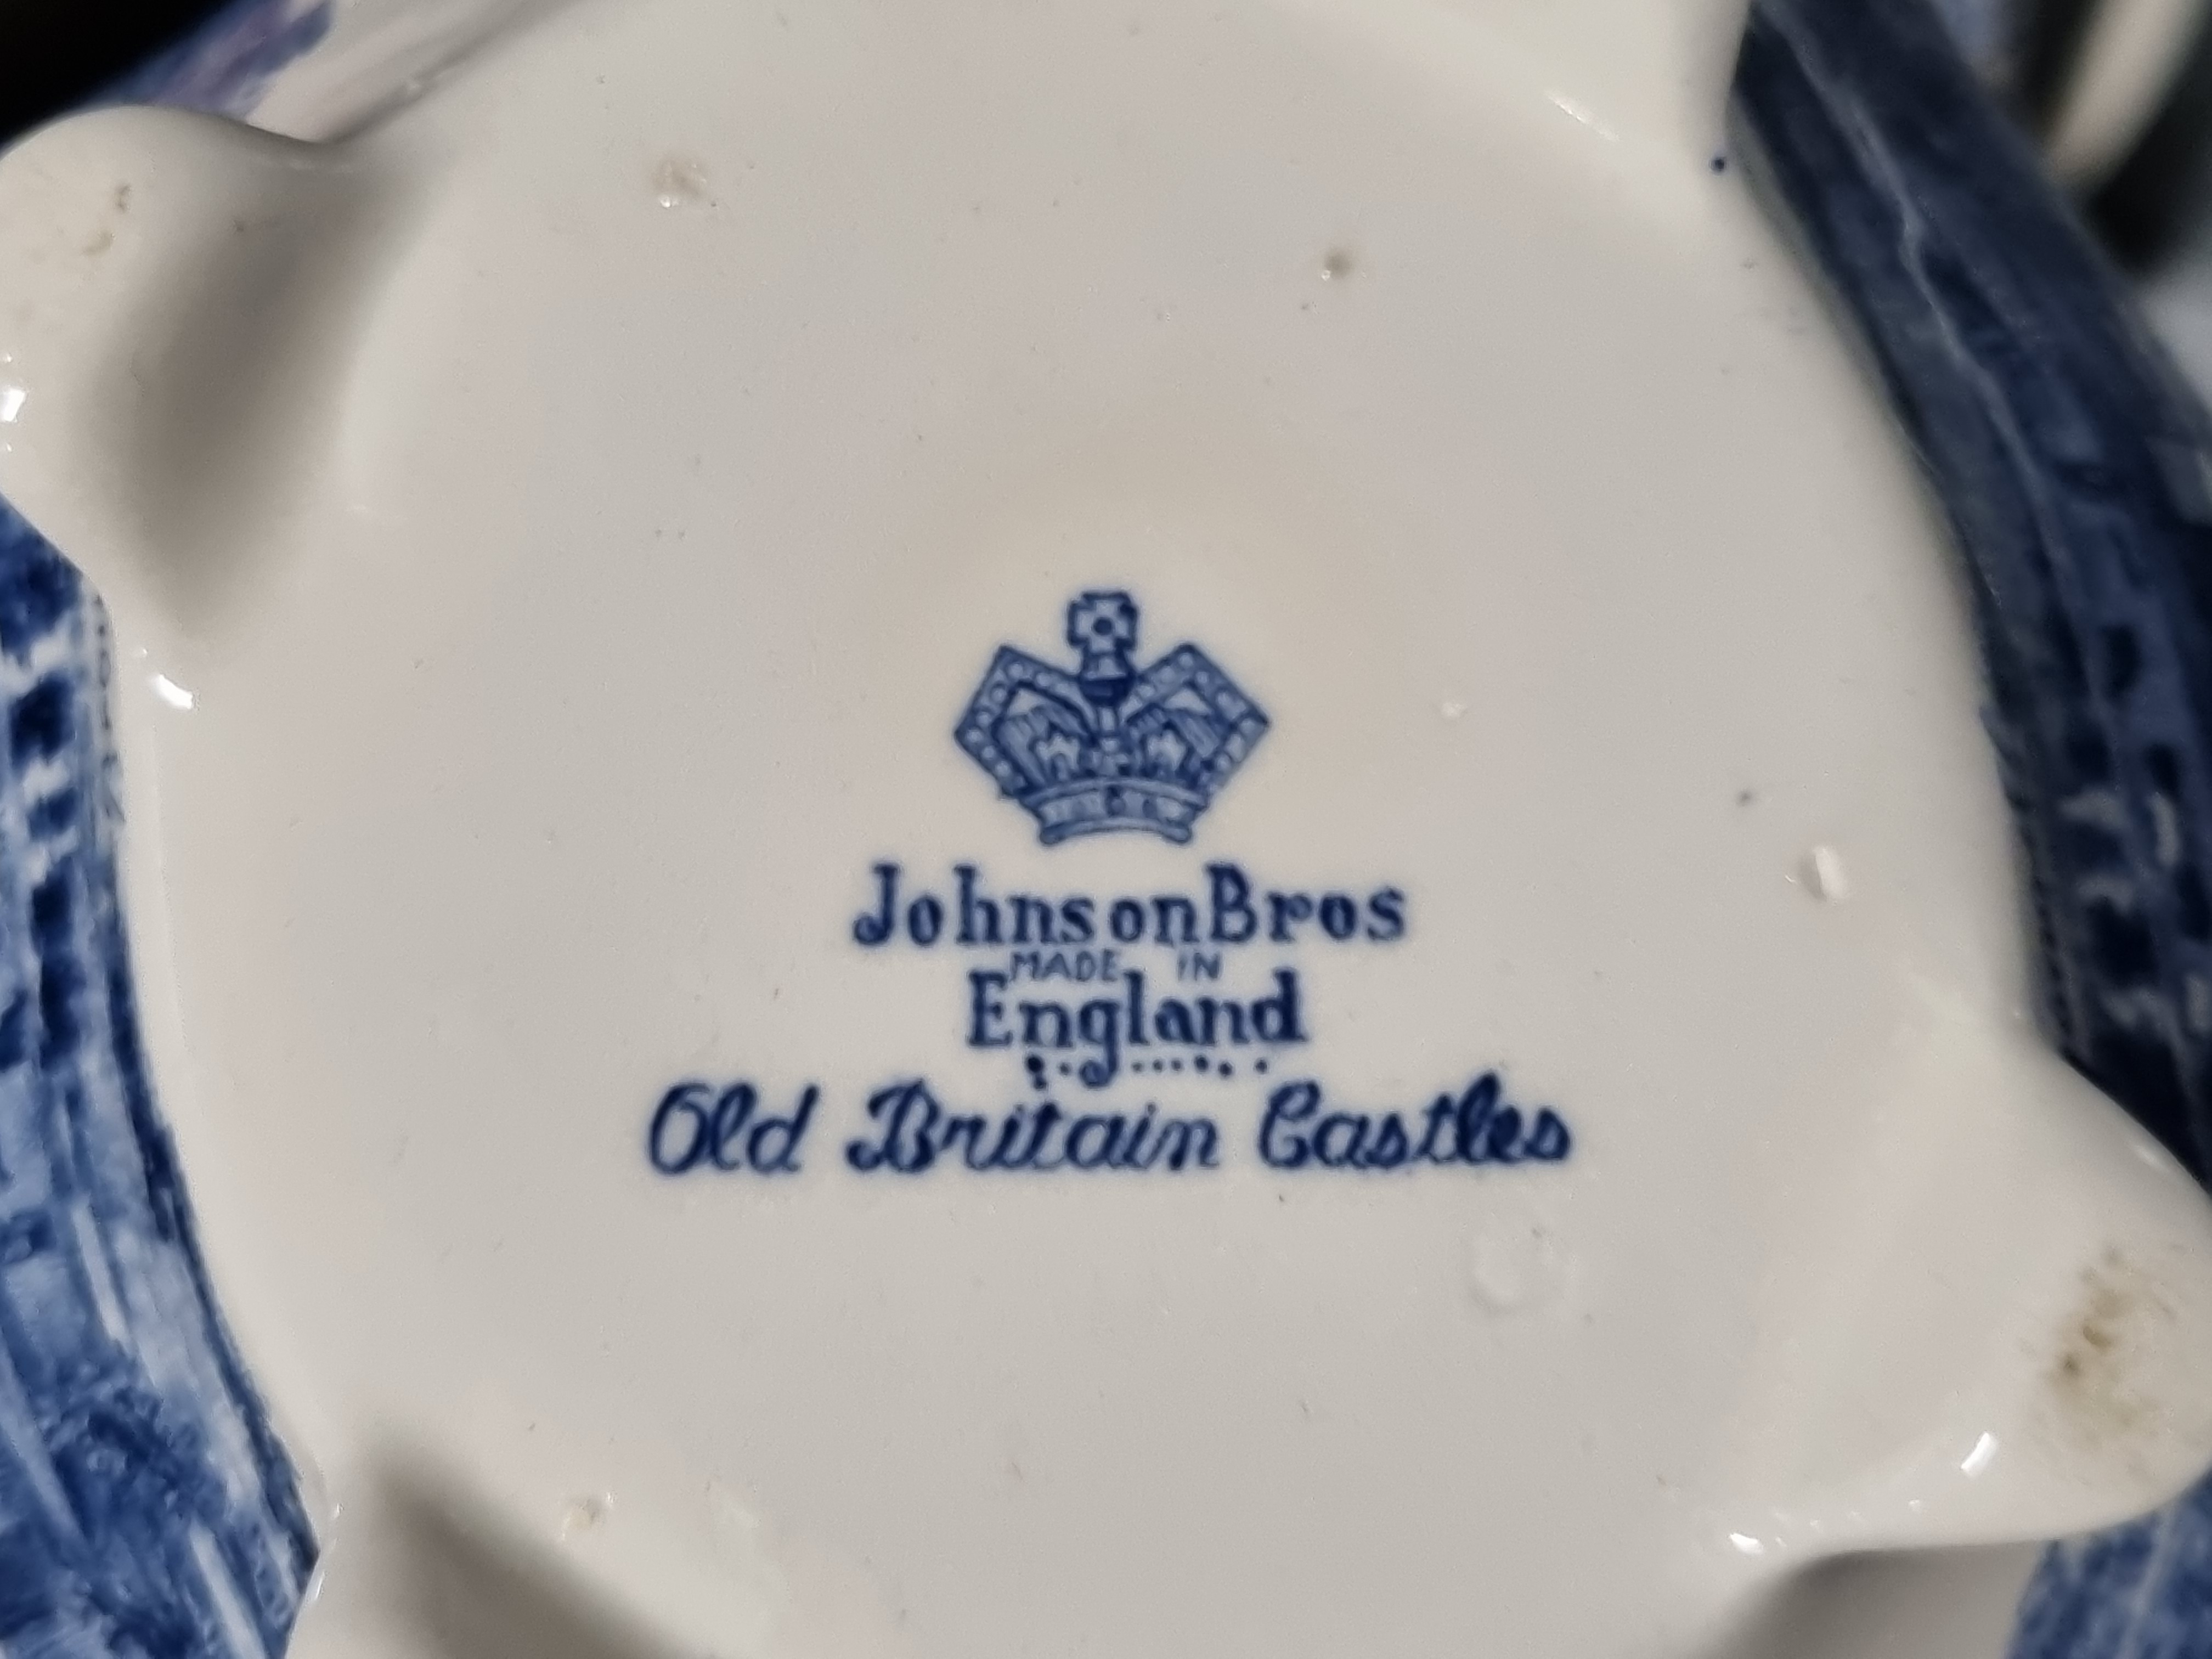 Johnson Bros
MADE IN
England
Old Britain Castles